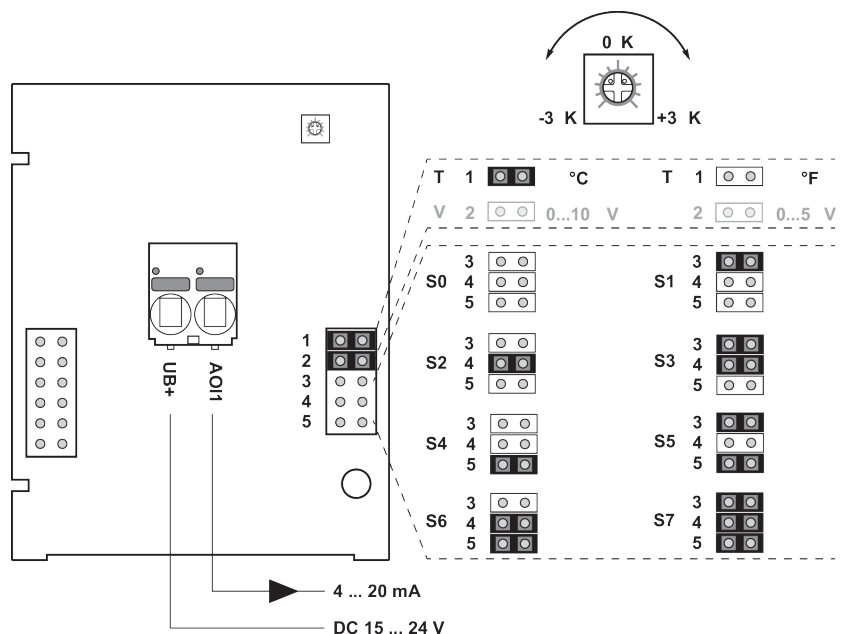 0 K
-3 K
+3 K
T 1 °C
T 1 °F
V 2 0...10 V
2 0...5 V
S0 3 4 5
S1 3 4 5
S2 3 4 5
S3 3 4 5
S4 3 4 5
S5 3 4 5
S6 3 4 5
S7 3 4 5
1
2
3
4
5
UB+
AOI1
4 ... 20 mA
DC 15 ... 24 V